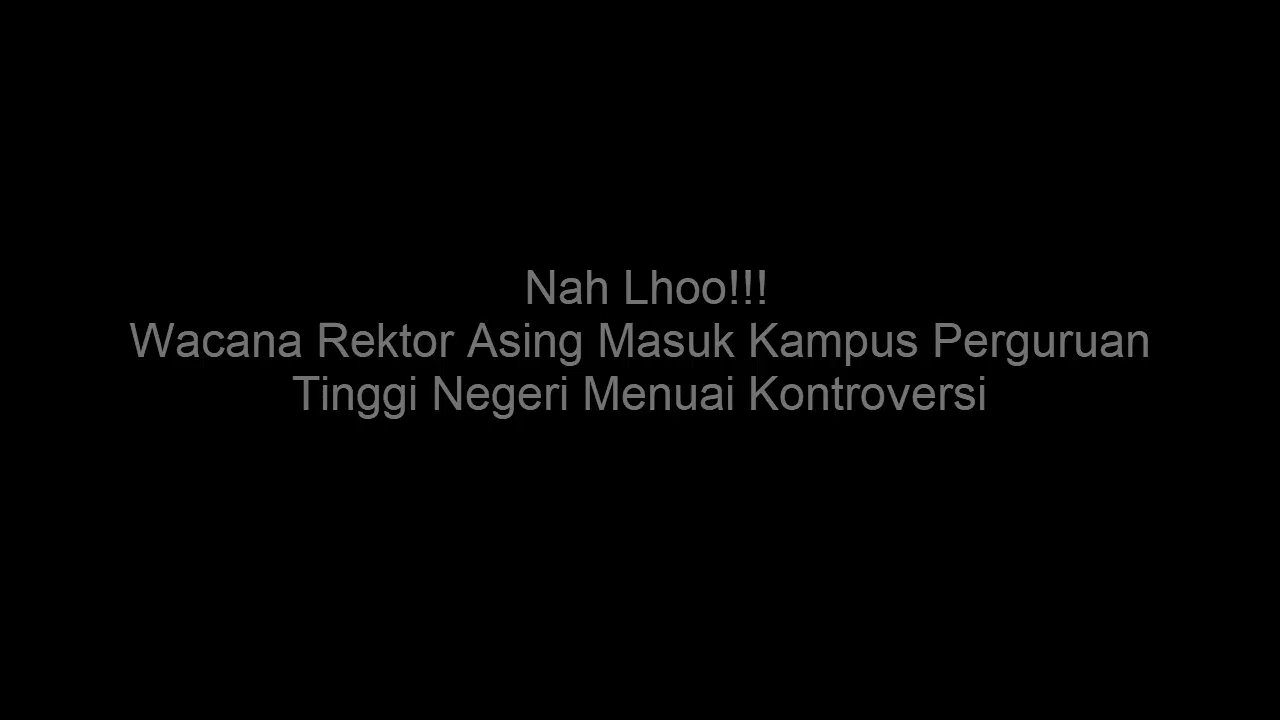 Nah Lhoo!!!
Wacana Rektor Asing Masuk Kampus Perguruan
Tinggi Negeri Menuai Kontroversi